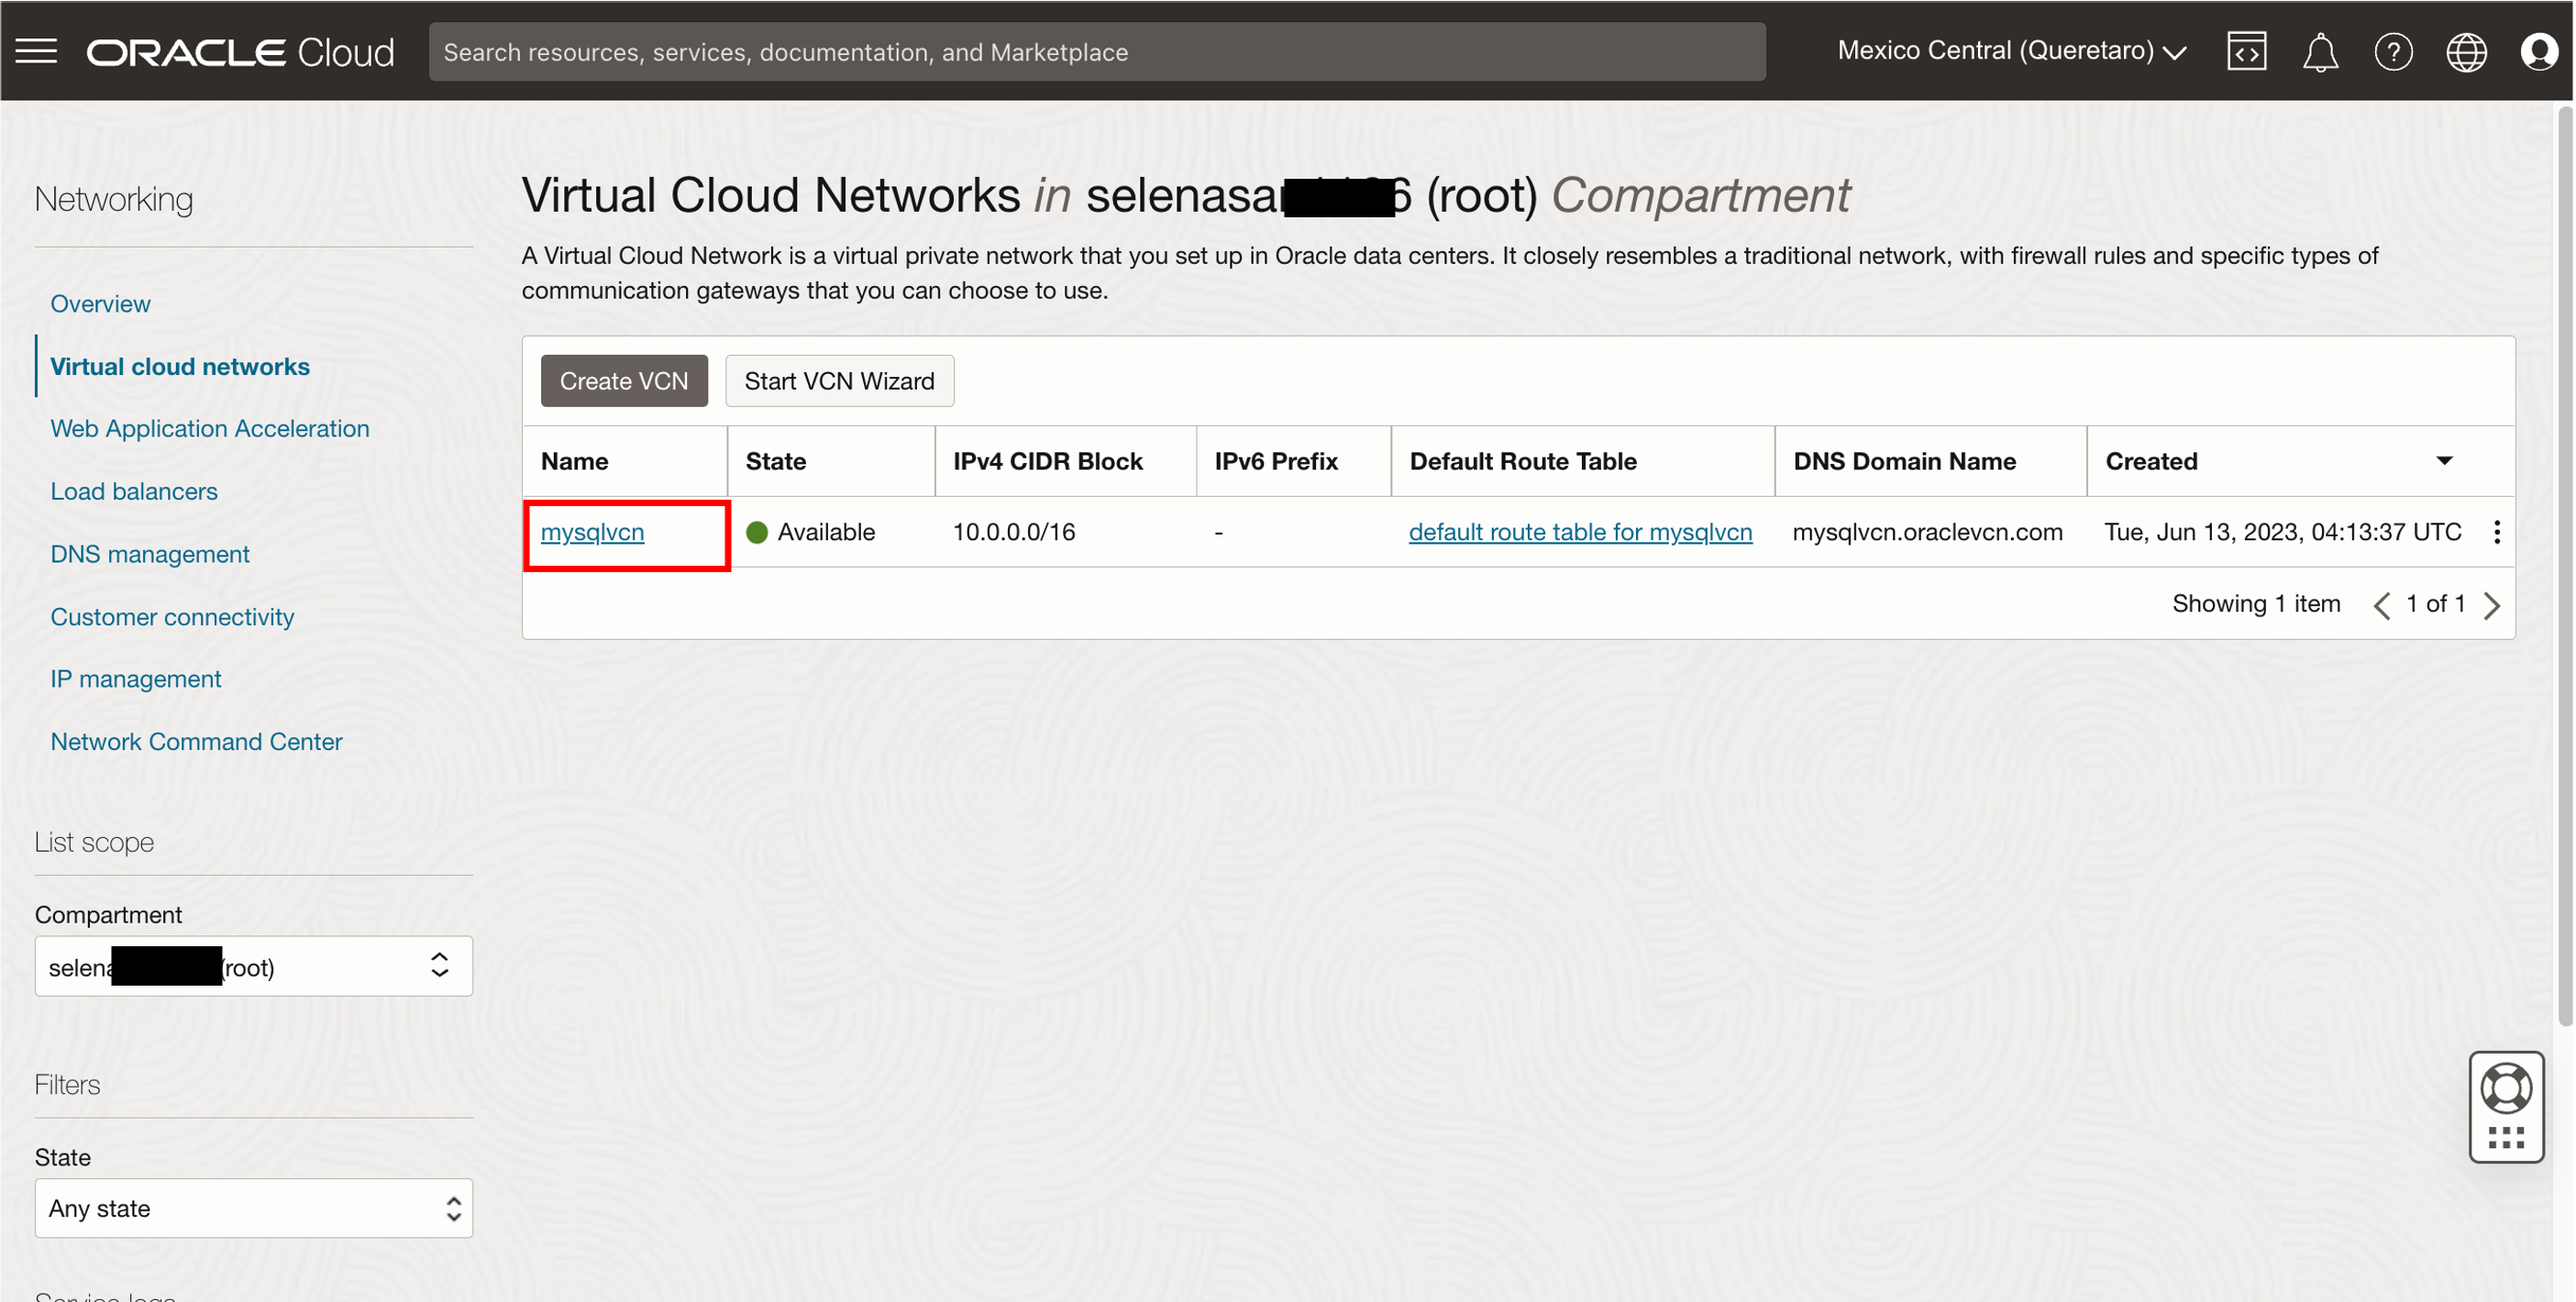 ORACLE Cloud
Search resources, services, documentation, and Marketplace
Mexico Central (Queretaro)
Networking
Overview
Virtual cloud networks
Web Application Acceleration
Load balancers
DNS management
Customer connectivity
IP management
Network Command Center
List scope
Compartment
selena (root)
Filters
State
Any state
Virtual Cloud Networks in selenasa 6 (root) Compartment
A Virtual Cloud Network is a virtual private network that you set up in Oracle data centers. It closely resembles a traditional network, with firewall rules and specific types of
communication gateways that you can choose to use.
Create VCN Start VCN Wizard
Name State IPv4 CIDR Block IPv6 Prefix Default Route Table DNS Domain Name Created
mysqlvcn Available 10.0.0.0/16 - default route table for mysqlvcn mysqlvcn.oraclevcn.com Tue, Jun 13, 2023, 04:13:37 UTC
Showing 1 item 1 of 1